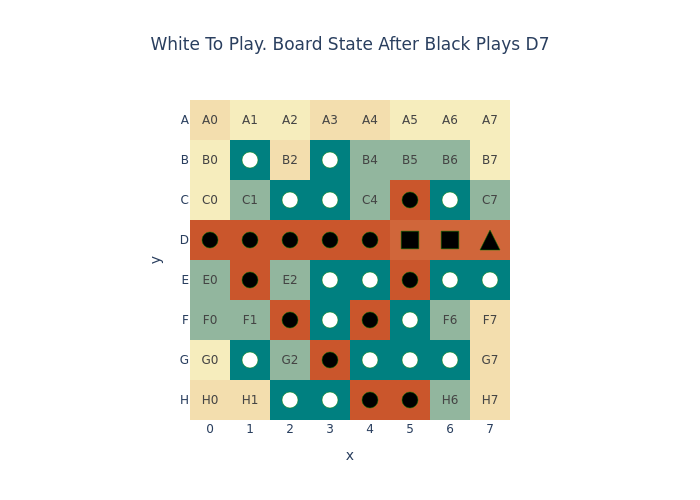 White To Play. Board State After Black Plays D7
A A0 A1 A2 A3 A4 A5 A6 A7
B B0 B2 B4 B5 B6 B7
C C0 C1 C4 C7
D
y
E E0 E2
F F0 F1 F6 F7
G G0 G2 G7
H H0 H1 H6 H7
0 1 2 3 4 5 6 7
x